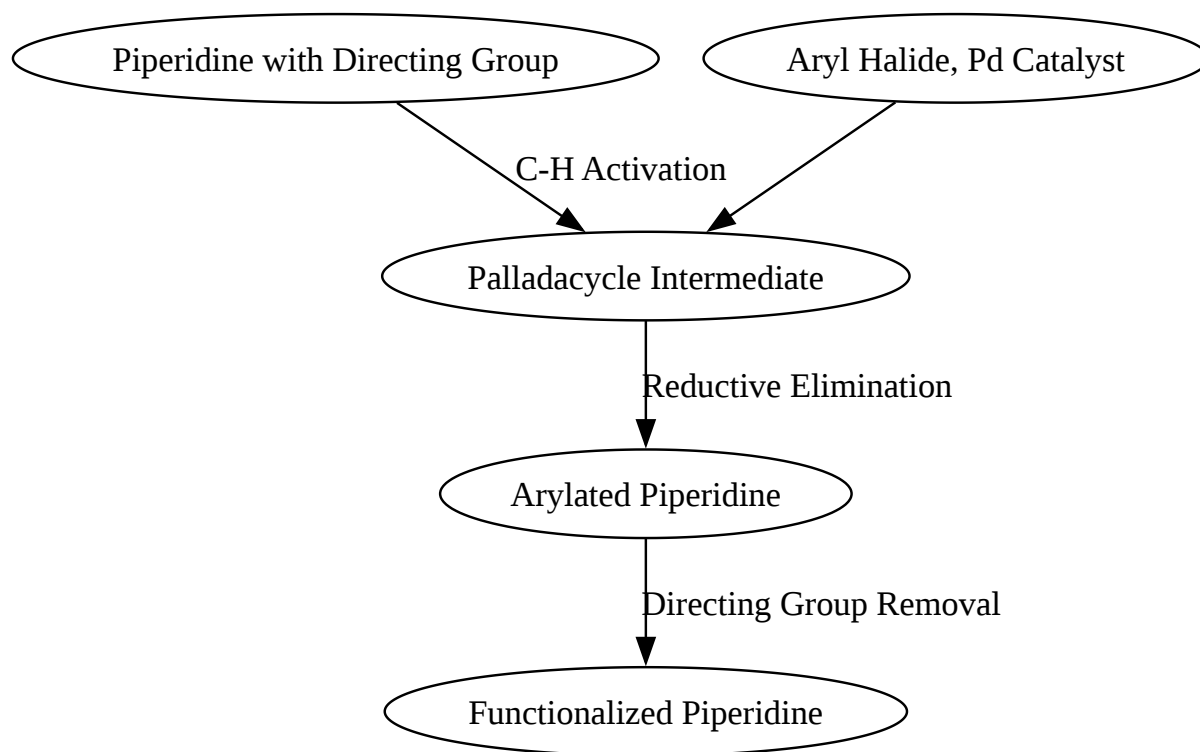 Piperidine with Directing Group
Aryl Halide, Pd Catalyst
C-H Activation
Palladacycle Intermediate
Reductive Elimination
Arylated Piperidine
Directing Group Removal
Functionalized Piperidine